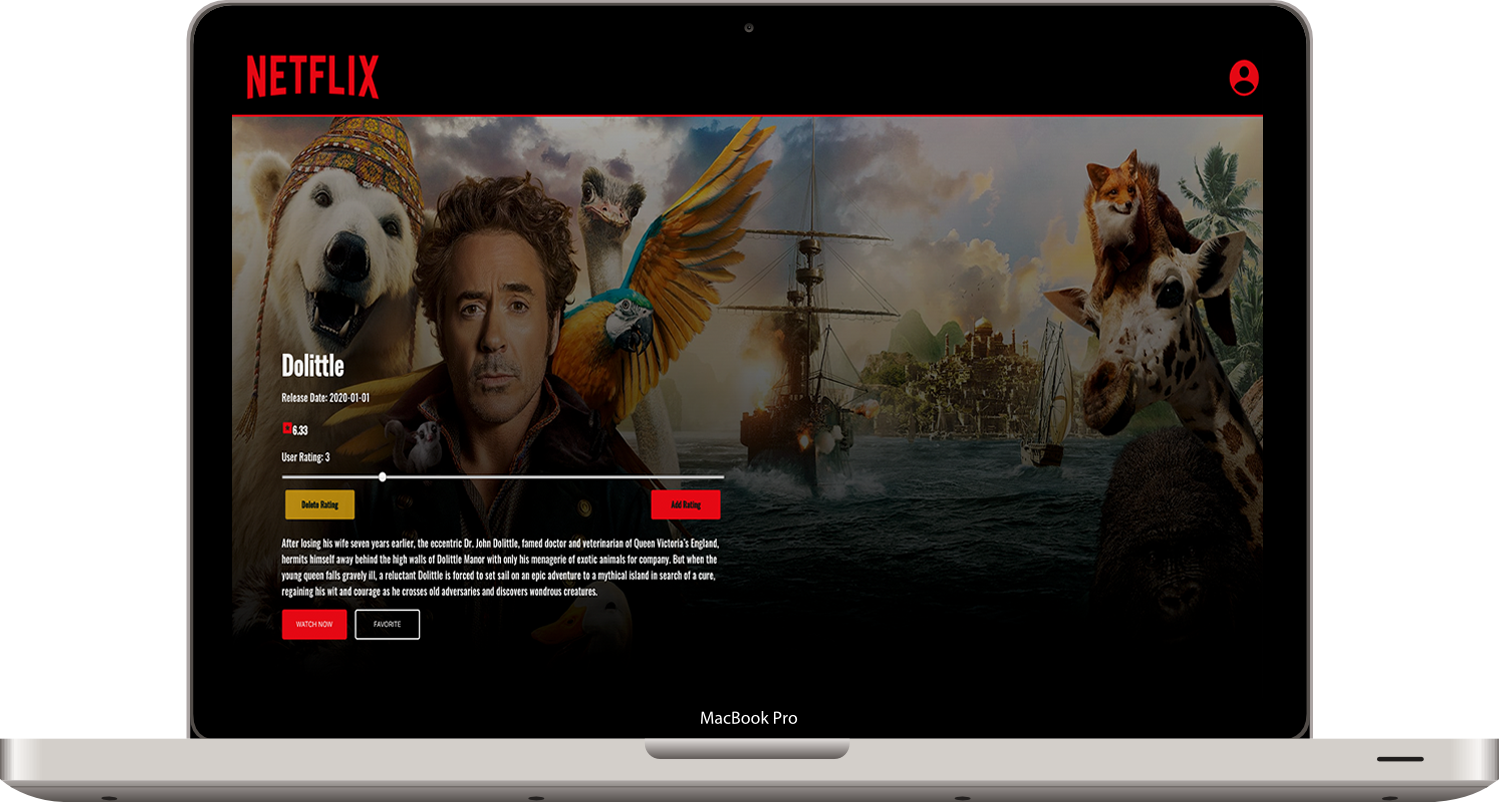 NETFLIX
Dolittle
Release Date: 2020-01-01
6.33
User Rating: 3
Delete Rating
Add Rating
After losing his wife seven years earlier, the eccentric Dr. John Dolittle, famed doctor and veterinarian of Queen Victoria's England,
hermits himself away behind the high walls of Dolittle Manor with only his menagerie of exotic animals for company. But when the
young queen falls gravely ill, a reluctant Dolittle is forced to set sail on an epic adventure to a mythical island in search of a cure,
regaining his wit and courage as he crosses old adversaries and discovers wondrous creatures.
WATCH NOW
FAVORITE
MacBook Pro